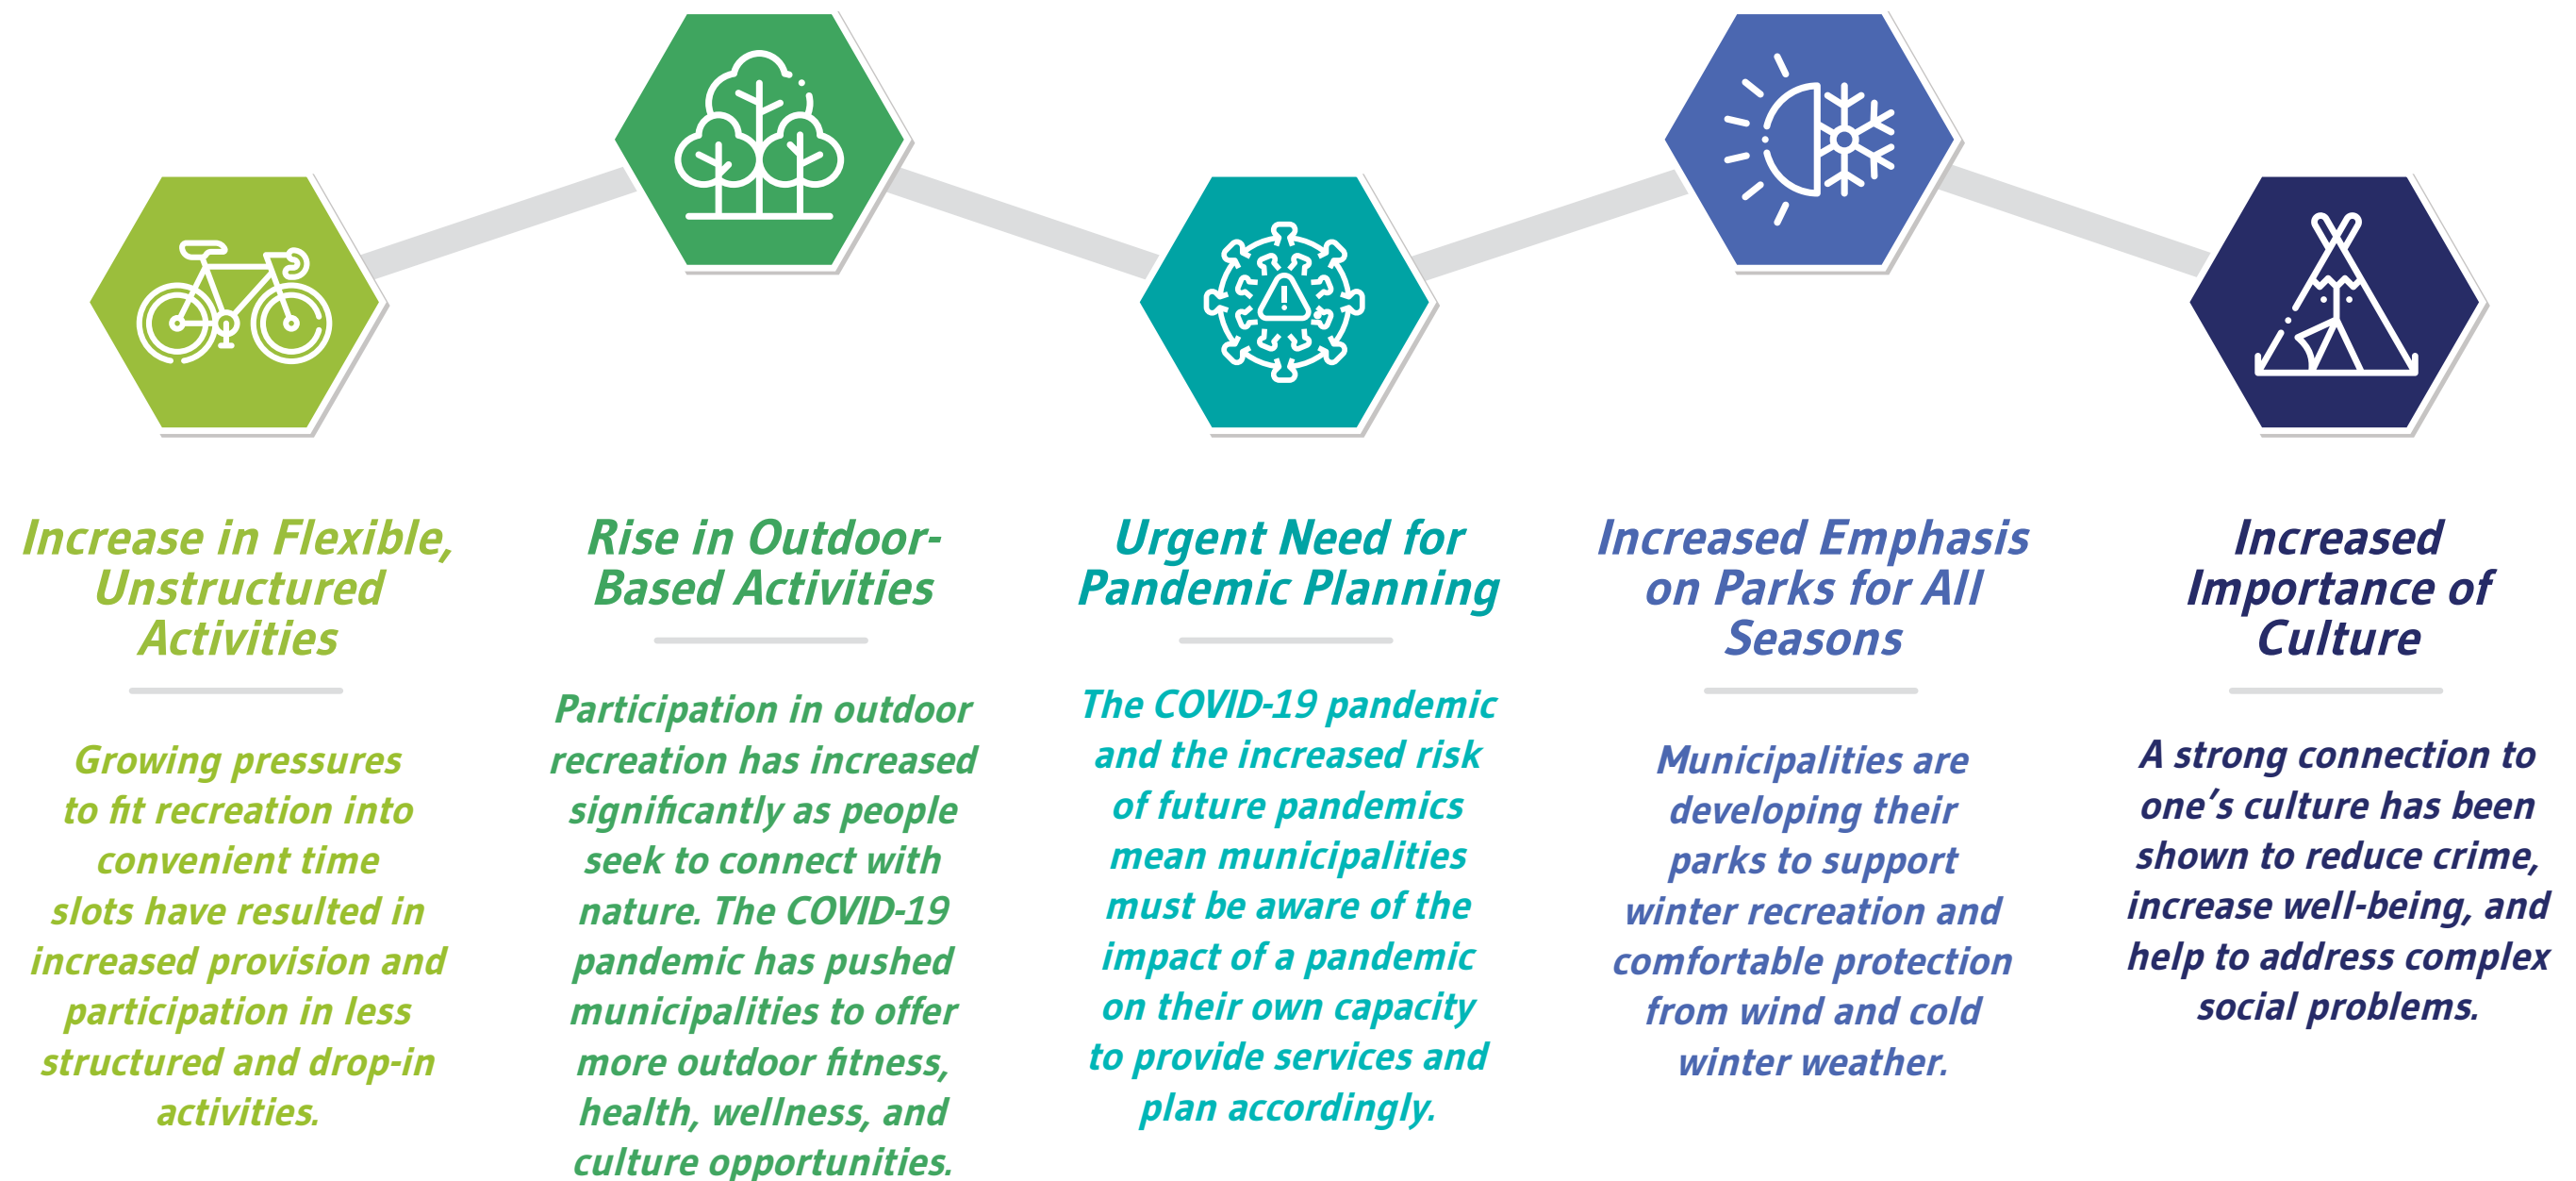 Increase in Flexible,
Unstructured
Activities
Growing pressures
to fit recreation into
convenient time
slots have resulted in
increased provision and
participation in less
structured and drop-in
activities.
Rise in Outdoor-
Based Activities
Participation in outdoor
recreation has increased
significantly as people
seek to connect with
nature. The COVID-19
pandemic has pushed
municipalities to offer
more outdoor fitness,
health, wellness, and
culture opportunities.
Urgent Need for
Pandemic Planning
The COVID-19 pandemic
and the increased risk
of future pandemics
mean municipalities
must be aware of the
impact of a pandemic
on their own capacity
to provide services and
plan accordingly.
Increased Emphasis
on Parks for All
Seasons
Municipalities are
developing their
parks to support
winter recreation and
comfortable protection
from wind and cold
winter weather.
Increased
Importance of
Culture
A strong connection to
one’s culture has been
shown to reduce crime,
increase well-being, and
help to address complex
social problems.